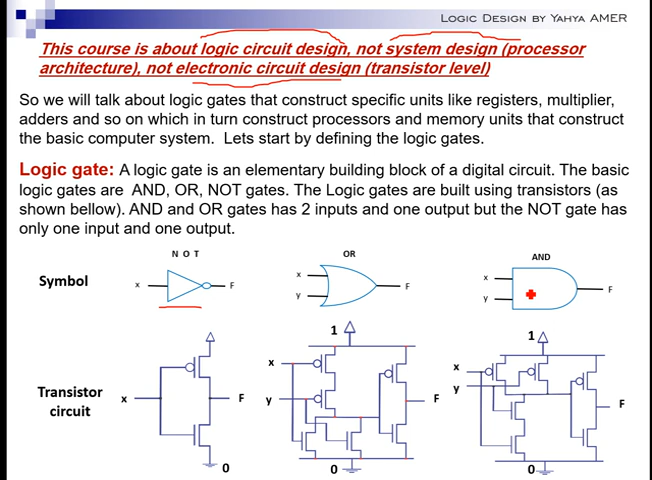 LOGIC DESIGN BY YAHYA AMER
This course is about logic circuit design, not system design (processor
architecture), not electronic circuit design (transistor level)
So we will talk about logic gates that construct specific units like registers, multiplier,
adders and so on which in turn construct processors and memory units that construct
the basic computer system. Lets start by defining the logic gates.
Logic gate: A logic gate is an elementary building block of a digital circuit. The basic
logic gates are AND, OR, NOT gates. The Logic gates are built using transistors (as
shown bellow). AND and OR gates has 2 inputs and one output but the NOT gate has
only one input and one output.
NOT OR AND
Symbol x F x y F x y F
1 1
Transistor circuit x F x y F x y F
0 0 0